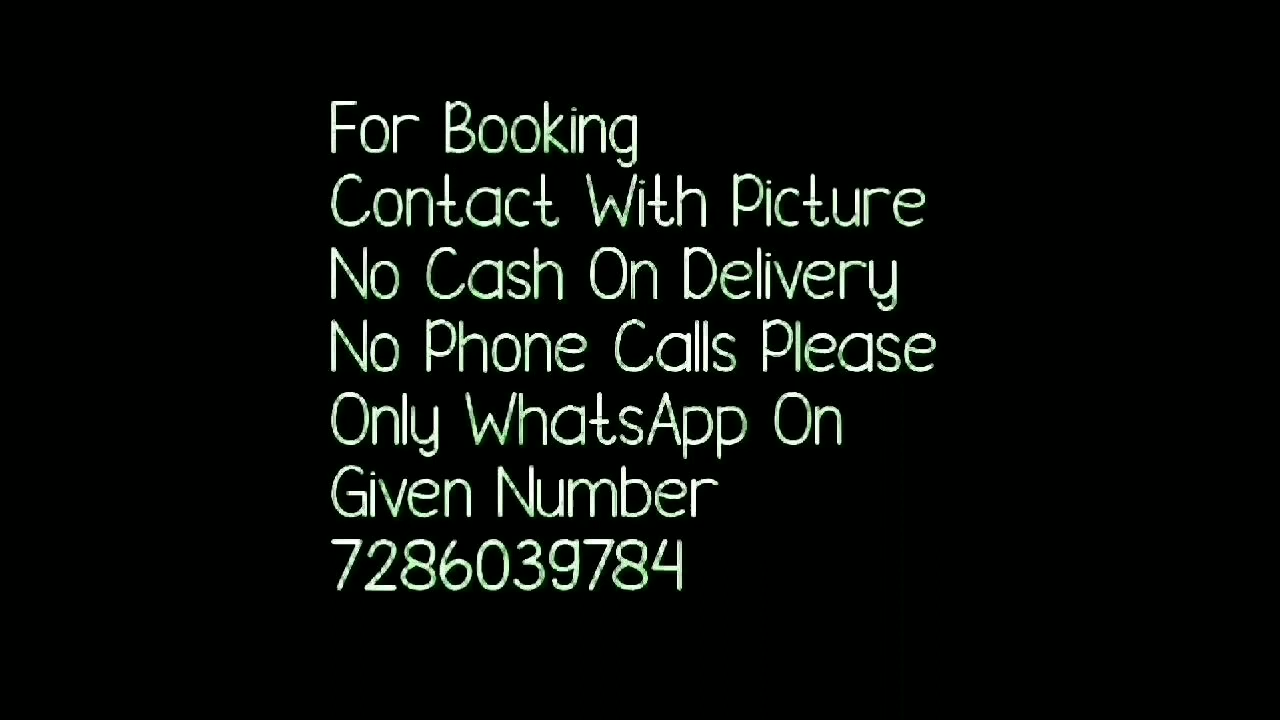 For Booking
Contact With Picture
No Cash On Delivery
No Phone Calls Please
Only WhatsApp On
Given Number
7286039784